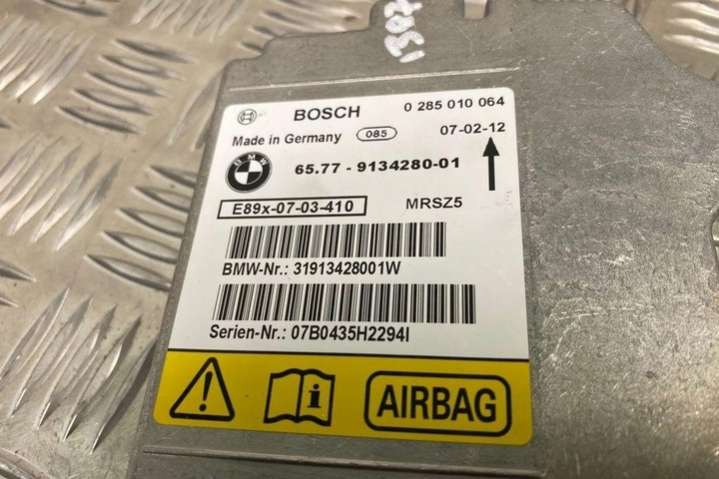 BOSCH 0 285 010 064
Made in Germany 085 07-02-12
BMW 65.77 - 9134280-01
E89x-07-03-410 MRSZ5
BMW-Nr.: 31913428001W
Serien-Nr.: 07B0435H2294I
AIRBAG